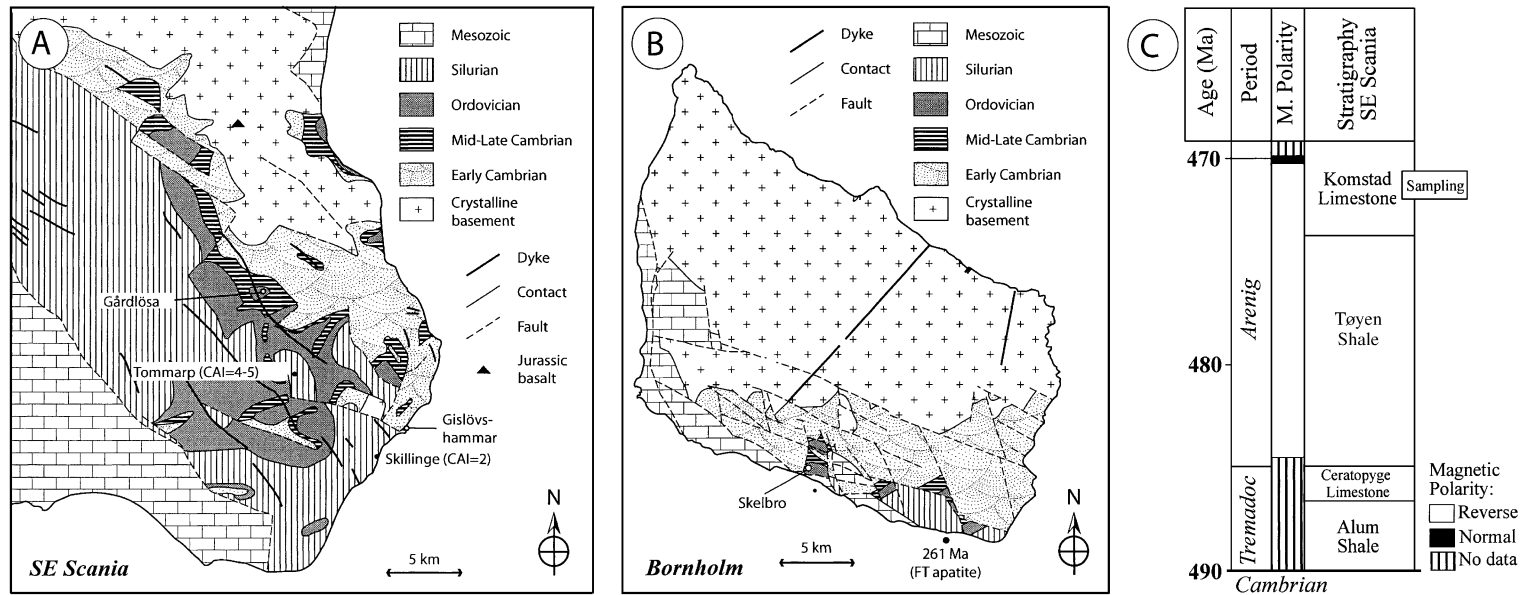 A
Mesozoic
Silurian
Ordovician
Mid-Late Cambrian
Early Cambrian
Crystalline
basement
Dyke
Contact
Fault
Jurassic
basalt
Gårdlösa
Tommarp (CAI=4-5)
Gislövs-
hammar
Skillinge (CAI=2)
N
5 km
SE Scania
B
Dyke
Contact
Fault
Mesozoic
Silurian
Ordovician
Mid-Late Cambrian
Early Cambrian
Crystalline
basement
Skelbro
5 km
261 Ma
(FT apatite)
N
Bornholm
C
Age (Ma)
Period
M. Polarity
Stratigraphy
SE Scania
470
480
490
Arenig
Tremadoc
Cambrian
Komstad
Limestone
Sampling
Tøyen
Shale
Ceratopyge
Limestone
Alum
Shale
Magnetic
Polarity:
Reverse
Normal
No data